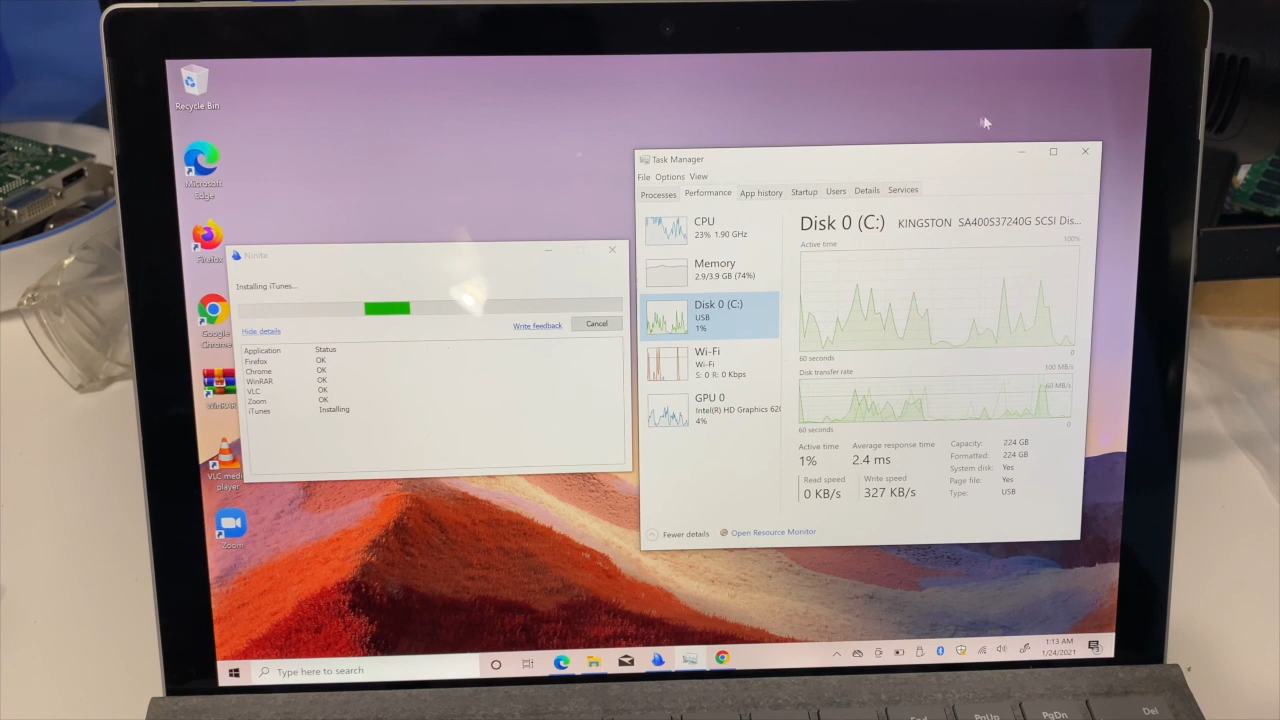 Recycle Bin
Microsoft
Edge
Firefox
Google
Chrome
WinRAR
VLC media
player
Zoom
Ninite
Installing iTunes...
Hide details
Write feedback
Cancel
Application Status
Firefox OK
Chrome OK
WinRAR OK
VLC OK
Zoom OK
iTunes Installing
Task Manager
File Options View
Processes Performance App history Startup Users Details Services
CPU
23% 1.90 GHz
Memory
2.9/3.9 GB (74%)
Disk 0 (C:)
USB
1%
Wi-Fi
Wi-Fi
S: 0 R: 0 Kbps
GPU 0
Intel(R) HD Graphics 620
4%
Disk 0 (C:) KINGSTON SA400S37240G SCSI Dis...
Active time 100%
60 seconds 0
Disk transfer rate 100 MB/s
60 MB/s
60 seconds 0
Active time Average response time
1% 2.4 ms
Read speed Write speed
0 KB/s 327 KB/s
Capacity: 224 GB
Formatted: 224 GB
System disk: Yes
Page file: Yes
Type: USB
Fewer details Open Resource Monitor
Type here to search
1:13 AM
1/24/2021
PgUp PgDn Del